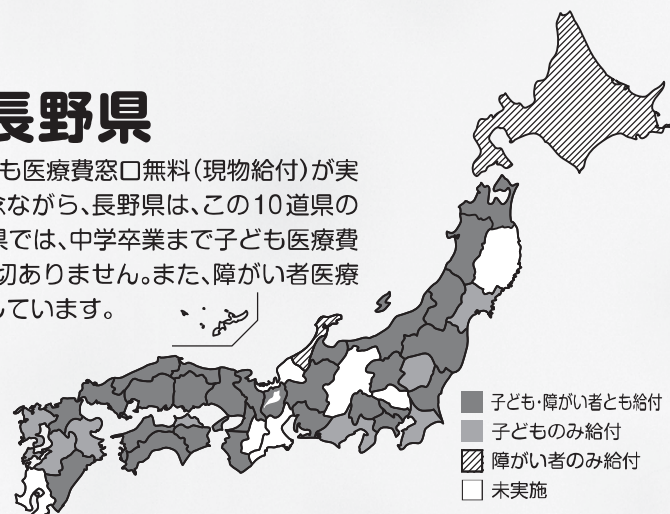 長野県
も医療費窓口無料(現物給付)が実
念ながら、長野県は、この10道県の
県では、中学卒業まで子ども医療費
切ありません。また、障がい者医療
しています。
子ども・障がい者とも給付
子どものみ給付
障がい者のみ給付
未実施